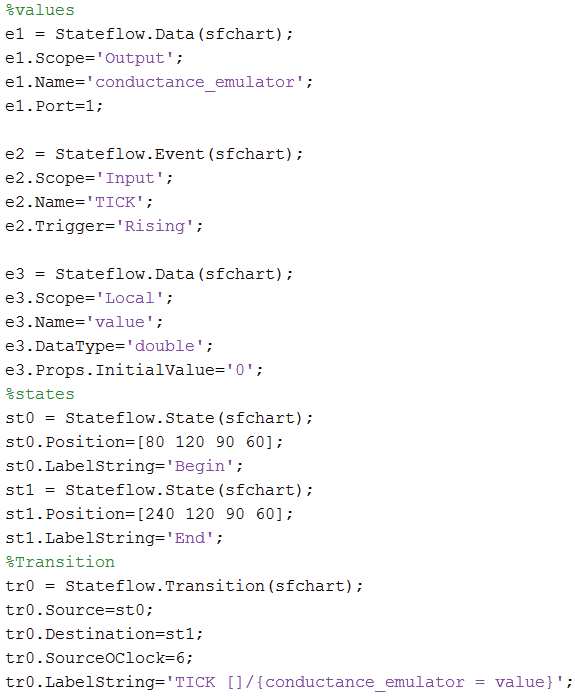 %values
e1 = Stateflow.Data(sfchart);
e1.Scope='Output';
e1.Name='conductance_emulator';
e1.Port=1;
e2 = Stateflow.Event(sfchart);
e2.Scope='Input';
e2.Name='TICK';
e2.Trigger='Rising';
e3 = Stateflow.Data(sfchart);
e3.Scope='Local';
e3.Name='value';
e3.DataType='double';
e3.Props.InitialValue='0';
%states
st0 = Stateflow.State(sfchart);
st0.Position=[80 120 90 60];
st0.LabelString='Begin';
st1 = Stateflow.State(sfchart);
st1.Position=[240 120 90 60];
st1.LabelString='End';
%Transition
tr0 = Stateflow.Transition(sfchart);
tr0.Source=st0;
tr0.Destination=st1;
tr0.SourceOClock=6;
tr0.LabelString='TICK []/{conductance_emulator = value}';